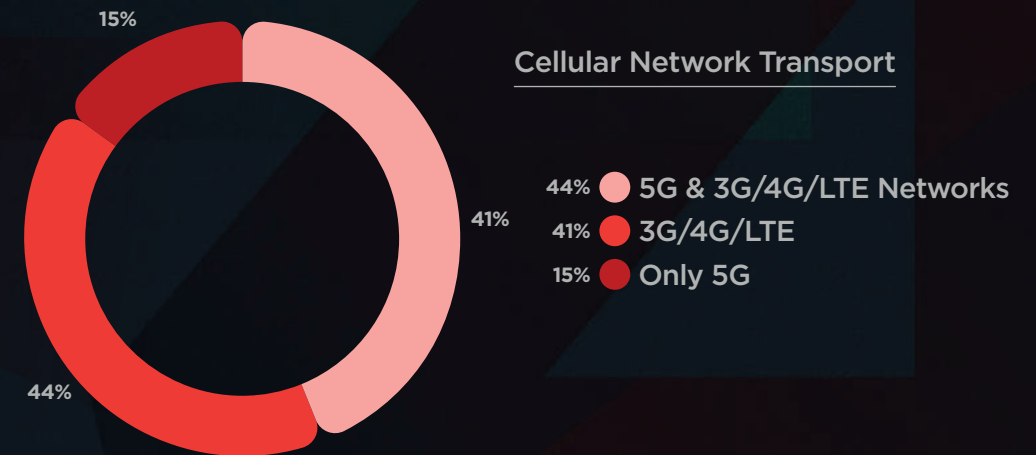 15%
Cellular Network Transport
44% 5G & 3G/4G/LTE Networks
41%
41% 3G/4G/LTE
15% Only 5G
44%